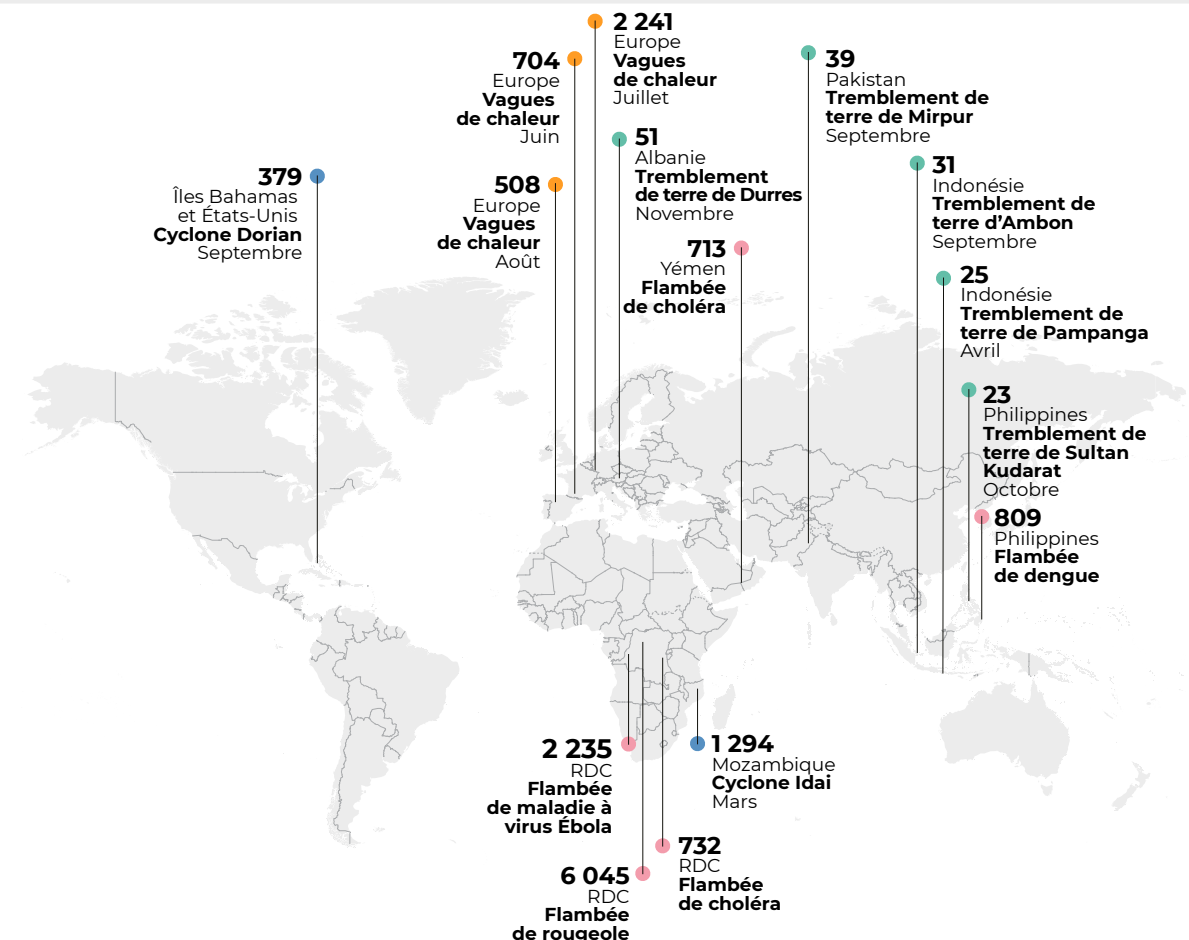 2 241
Europe
Vagues
de chaleur
Juillet
704
Europe
Vagues
de chaleur
Juin
39
Pakistan
Tremblement de
terre de Mirpur
Septembre
51
Albanie
Tremblement
de terre de Durres
Novembre
31
Indonésie
Tremblement de
terre d’Ambon
Septembre
379
Îles Bahamas
et États-Unis
Cyclone Dorian
Septembre
508
Europe
Vagues
de chaleur
Août
713
Yémen
Flambée
de choléra
25
Indonésie
Tremblement de
terre de Pampanga
Avril
23
Philippines
Tremblement de
terre de Sultan
Kudarat
Octobre
809
Philippines
Flambée
de dengue
2 235
RDC
Flambée
de maladie à
virus Ébola
1 294
Mozambique
Cyclone Idai
Mars
732
RDC
Flambée
de choléra
6 045
RDC
Flambée
de rougeole